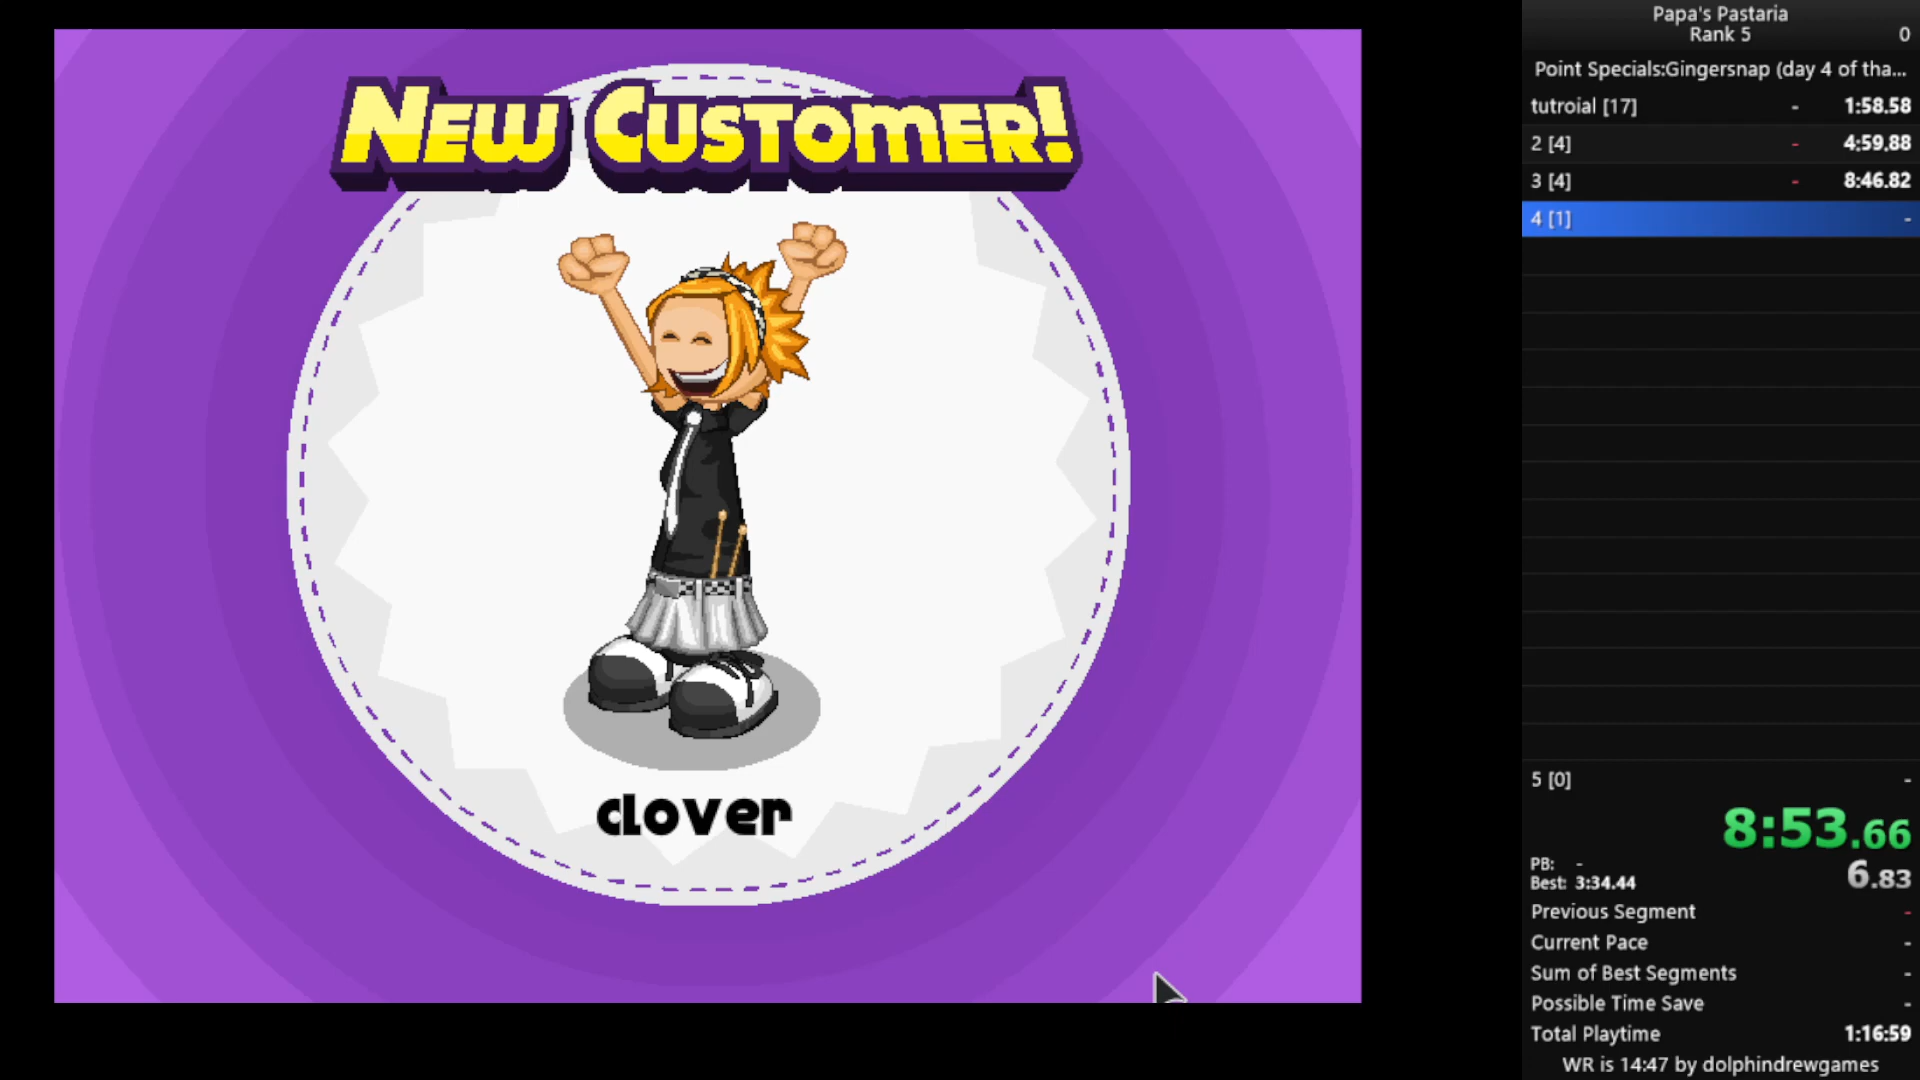 New Customer!
clover
Papa's Pastaria
Rank 5
0
Point Specials:Gingersnap (day 4 of tha...
tutroial [17] - 1:58.58
2 [4] - 4:59.88
3 [4] - 8:46.82
4 [1] -
5 [0] -
8:53.66
PB: -
6.83
Best: 3:34.44
Previous Segment -
Current Pace -
Sum of Best Segments -
Possible Time Save -
Total Playtime 1:16:59
WR is 14:47 by dolphindrewgames